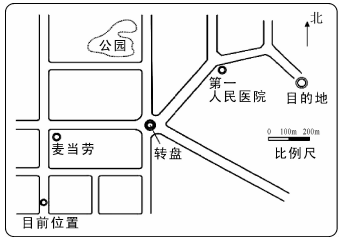 北
公园
第一
人民医院
目的地
0 100m 200m
比例尺
麦当劳
转盘
目前位置